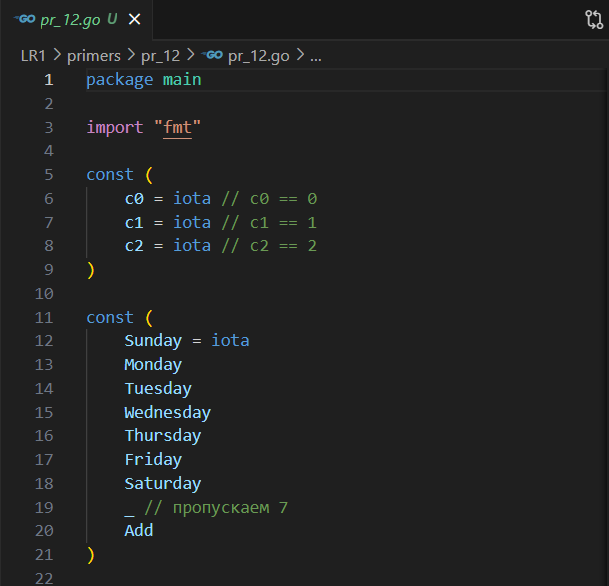 GO pr_12.go U ×
LR1 > primers > pr_12 > GO pr_12.go > ...
1 package main
2
3 import "fmt"
4
5 const (
6 c0 = iota // c0 == 0
7 c1 = iota // c1 == 1
8 c2 = iota // c2 == 2
9 )
10
11 const (
12 Sunday = iota
13 Monday
14 Tuesday
15 Wednesday
16 Thursday
17 Friday
18 Saturday
19 _ // пропускаем 7
20 Add
21 )
22